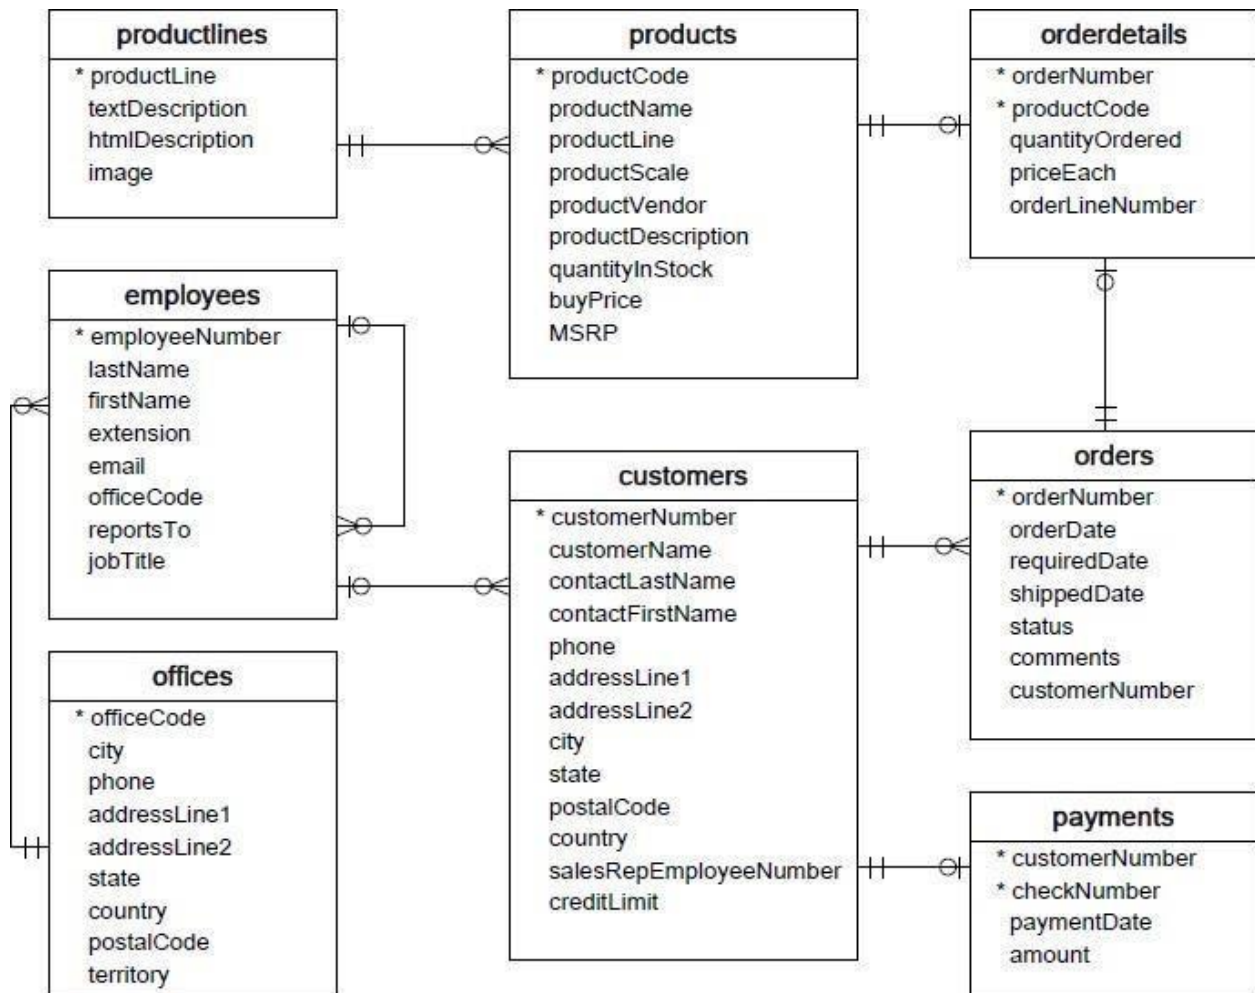 productlines
* productLine
textDescription
htmlDescription
image
products
* productCode
productName
productLine
productScale
productVendor
productDescription
quantityInStock
buyPrice
MSRP
orderdetails
* orderNumber
* productCode
quantityOrdered
priceEach
orderLineNumber
employees
* employeeNumber
lastName
firstName
extension
email
officeCode
reportsTo
jobTitle
customers
* customerNumber
customerName
contactLastName
contactFirstName
phone
addressLine1
addressLine2
city
state
postalCode
country
salesRepEmployeeNumber
creditLimit
orders
* orderNumber
orderDate
requiredDate
shippedDate
status
comments
customerNumber
offices
* officeCode
city
phone
addressLine1
addressLine2
state
country
postalCode
territory
payments
* customerNumber
* checkNumber
paymentDate
amount